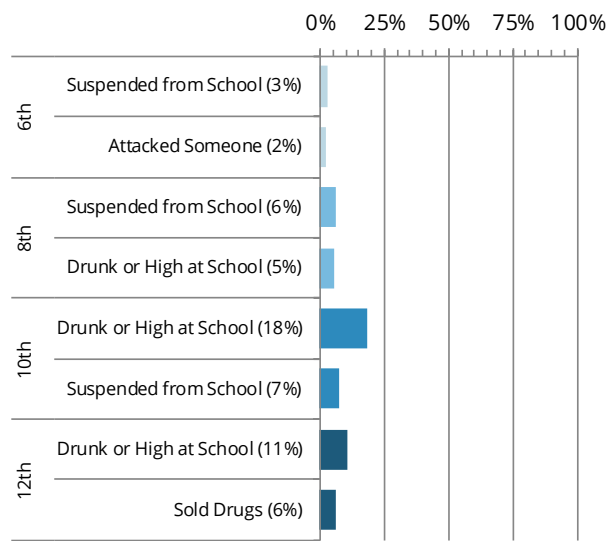 0% 25% 50% 75% 100%
6th
Suspended from School (3%)
Attacked Someone (2%)
8th
Suspended from School (6%)
Drunk or High at School (5%)
10th
Drunk or High at School (18%)
Suspended from School (7%)
12th
Drunk or High at School (11%)
Sold Drugs (6%)